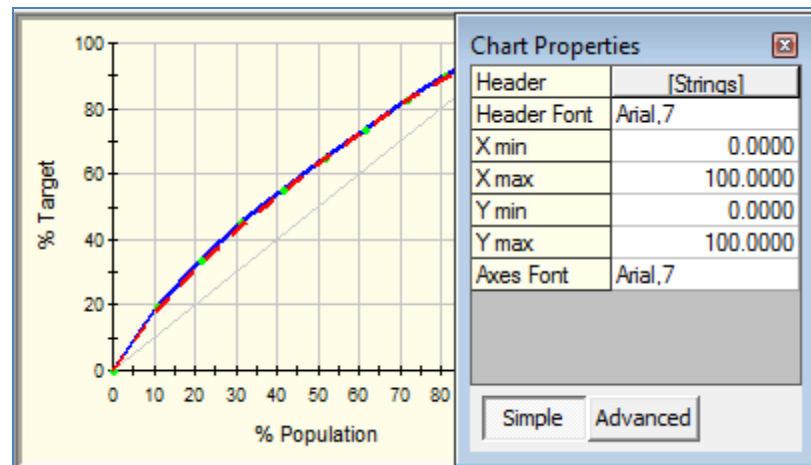 100
80
60
40
20
0
% Target
0 10 20 30 40 50 60 70 80
% Population
Chart Properties
Header [Strings]
Header Font Arial,7
X min 0.0000
X max 100.0000
Y min 0.0000
Y max 100.0000
Axes Font Arial,7
Simple Advanced